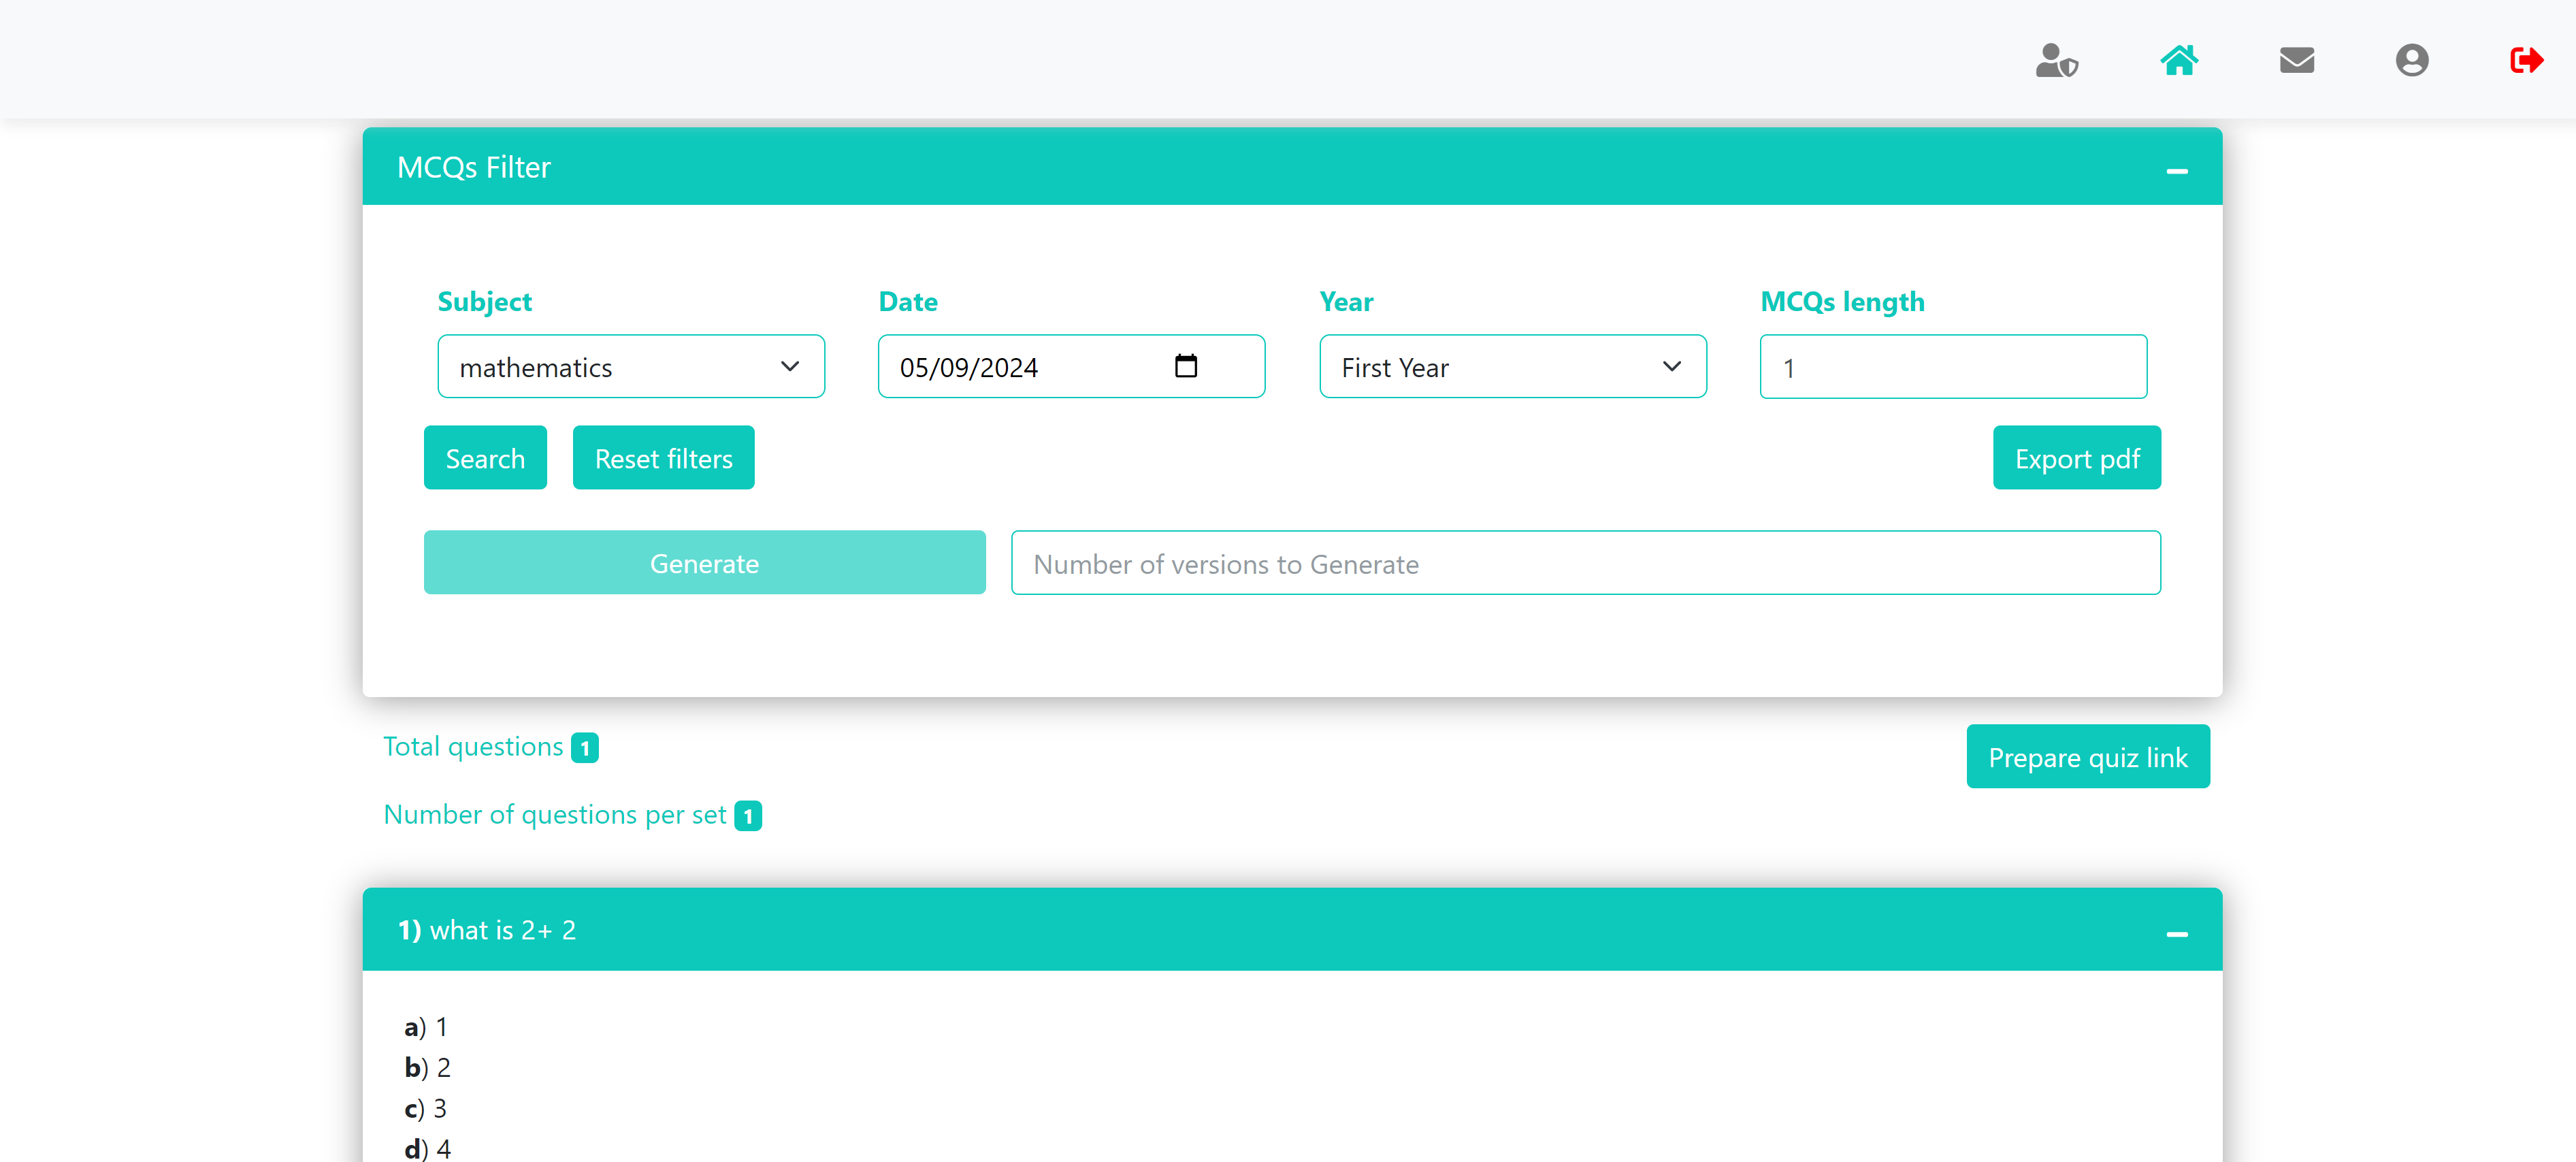 MCQs Filter
Subject Date Year MCQs length
mathematics 05/09/2024 First Year 1
Search Reset filters Export pdf
Generate Number of versions to Generate
Total questions 1 Prepare quiz link
Number of questions per set 1
1) what is 2+ 2
a) 1
b) 2
c) 3
d) 4